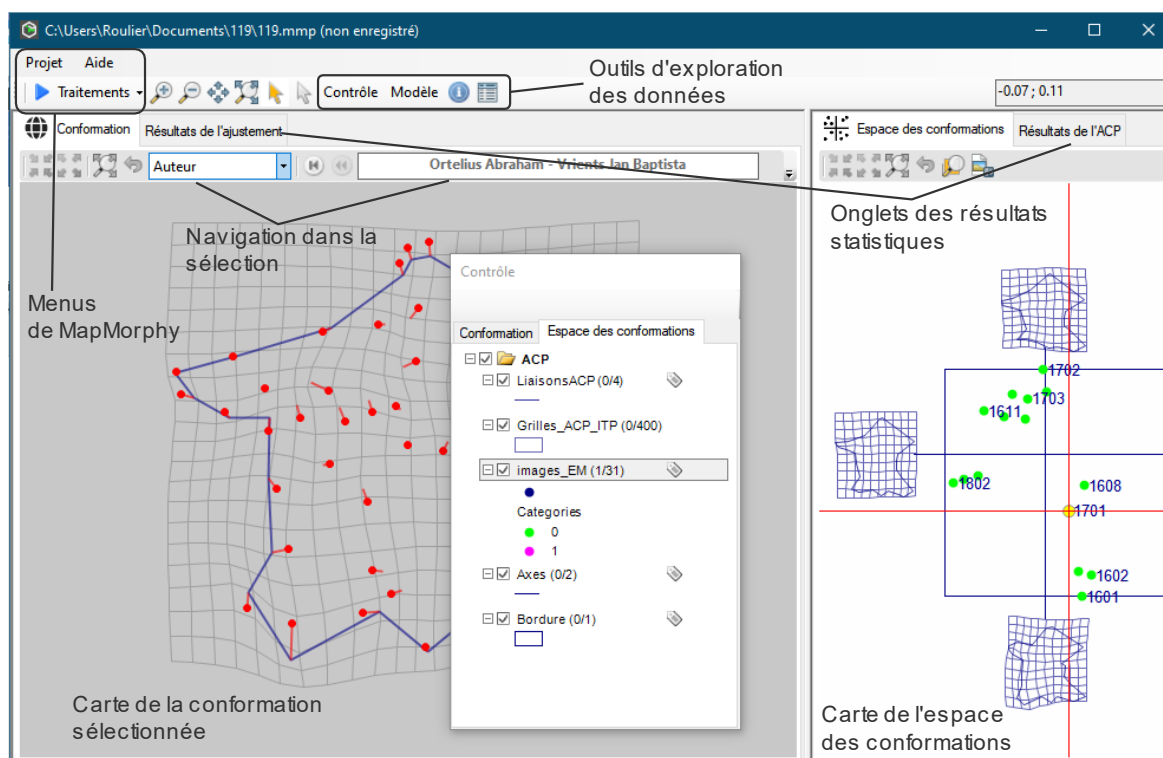 C:\Users\Roulier\Documents\119\119.mmp (non enregistré)
Projet Aide
Traitements
Contrôle Modèle
Outils d'exploration
des données
-0.07 ; 0.11
Conformation Résultats de l'ajustement
Espace des conformations Résultats de l'ACP
Auteur
Ortelius Abraham - Vrients Jan Baptista
Navigation dans la
sélection
Onglets des résultats
statistiques
Menus
de MapMorphy
Contrôle
Conformation Espace des conformations
ACP
LiaisonsACP (0/4)
Grilles_ACP_ITP (0/400)
images_EM (1/31)
Categories
0
1
Axes (0/2)
Bordure (0/1)
1702
1703
1611
1802
1608
1701
1602
1601
Carte de la conformation
sélectionnée
Carte de l'espace
des conformations